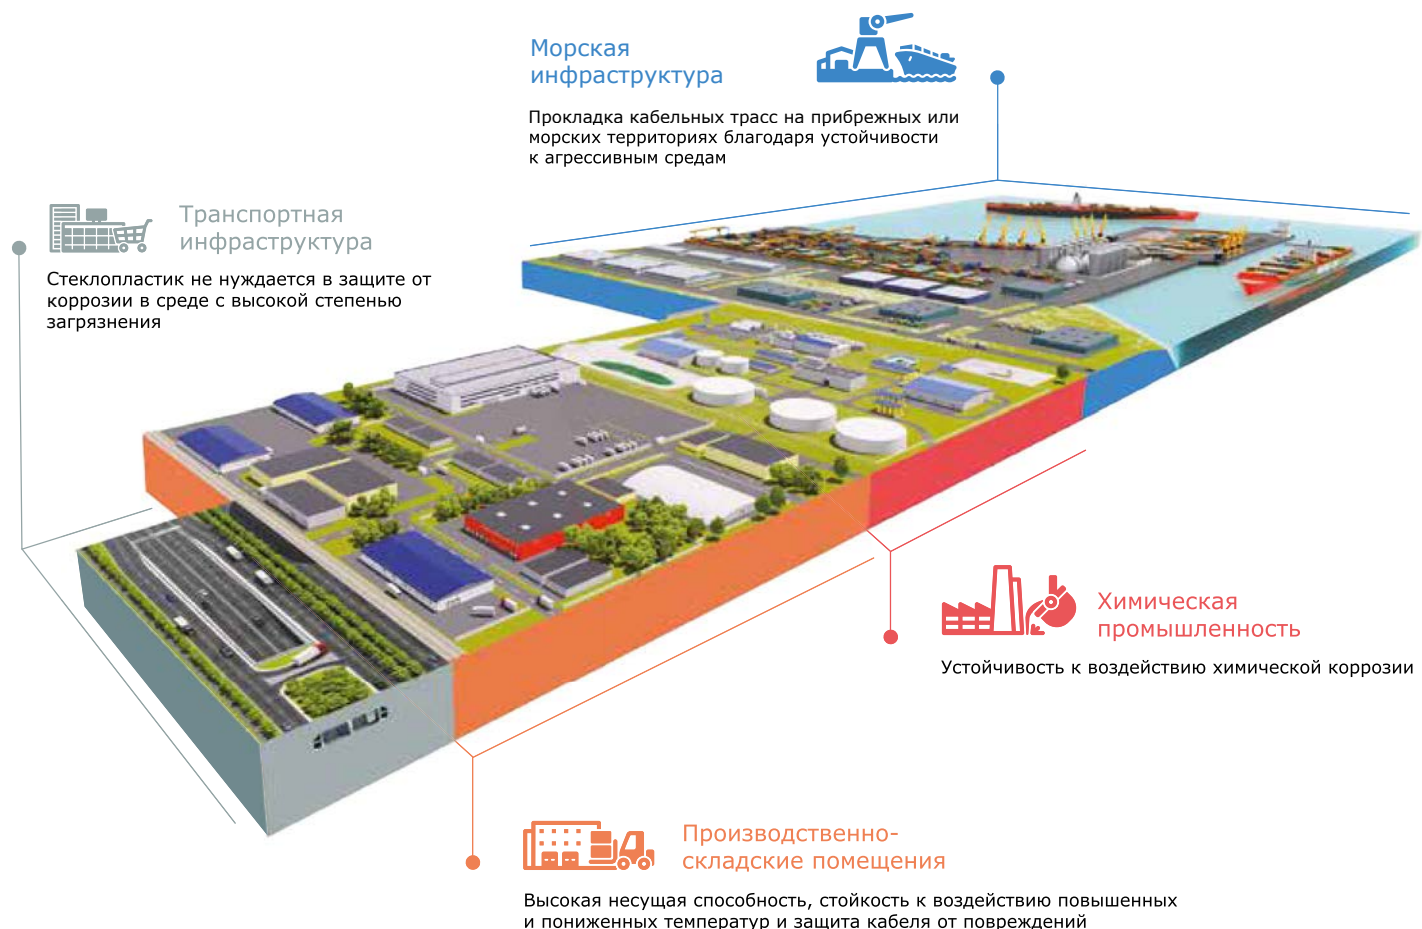 Морская
инфраструктура
Прокладка кабельных трасс на прибрежных или
морских территориях благодаря устойчивости
к агрессивным средам
Транспортная
инфраструктура
Стеклопластик не нуждается в защите от
коррозии в среде с высокой степенью
загрязнения
Химическая
промышленность
Устойчивость к воздействию химической коррозии
Производственно-
складские помещения
Высокая несущая способность, стойкость к воздействию повышенных
и пониженных температур и защита кабеля от повреждений